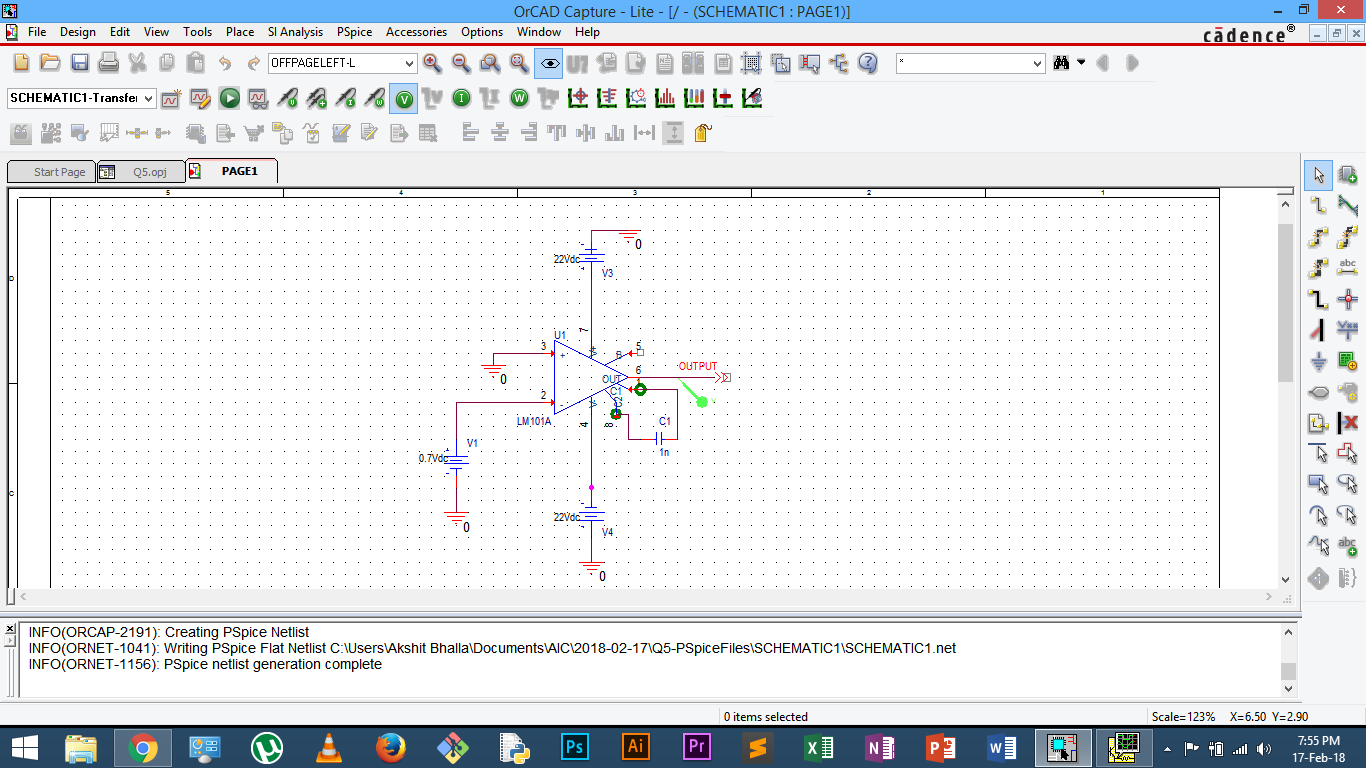 OrCAD Capture - Lite - [/ - (SCHEMATIC1 : PAGE1)]
File Design Edit View Tools Place SI Analysis PSpice Accessories Options Window Help
cādence®
OFFPAGELEFT-L
*
SCHEMATIC1-Transfer
Start Page Q5.opj PAGE1
5 4 3 2 1
0
22Vdc
V3
D
7
U1
3
+
5
B
OUTPUT
6
OUT
0
C1
2
-
LM101A
4
8
C1
1n
V1
0.7Vdc
C
0
22Vdc
V4
0
INFO(ORCAP-2191): Creating PSpice Netlist
INFO(ORNET-1041): Writing PSpice Flat Netlist C:\Users\Akshit Bhalla\Documents\AIC\2018-02-17\Q5-PSpiceFiles\SCHEMATIC1\SCHEMATIC1.net
INFO(ORNET-1156): PSpice netlist generation complete
0 items selected
Scale=123% X=6.50 Y=2.90
7:55 PM
17-Feb-18